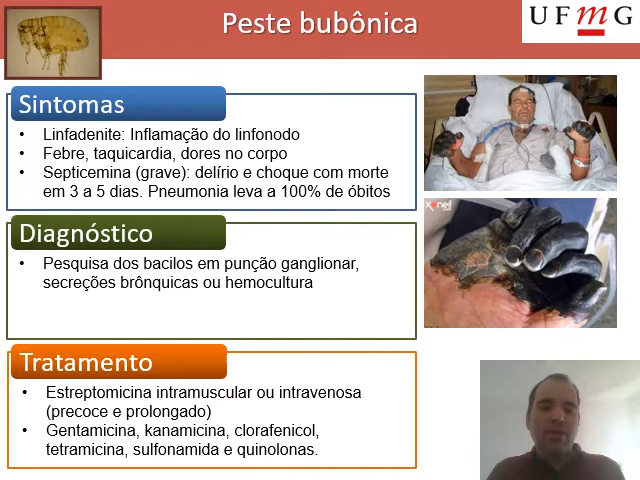 Peste bubônica
UFmG
Sintomas
• Linfadenite: Inflamação do linfonodo
• Febre, taquicardia, dores no corpo
• Septicemina (grave): delírio e choque com morte
em 3 a 5 dias. Pneumonia leva a 100% de óbitos
Diagnóstico
• Pesquisa dos bacilos em punção ganglionar,
secreções brônquicas ou hemocultura
Tratamento
• Estreptomicina intramuscular ou intravenosa
(precoce e prolongado)
• Gentamicina, kanamicina, clorafenicol,
tetramicina, sulfonamida e quinolonas.